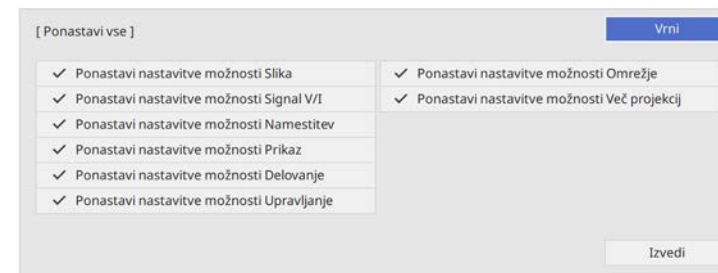 [ Ponastavi vse ]
Vrni
Ponastavi nastavitve možnosti Slika
Ponastavi nastavitve možnosti Signal V/I
Ponastavi nastavitve možnosti Namestitev
Ponastavi nastavitve možnosti Prikaz
Ponastavi nastavitve možnosti Delovanje
Ponastavi nastavitve možnosti Upravljanje
Ponastavi nastavitve možnosti Omrežje
Ponastavi nastavitve možnosti Več projekcij
Izvedi